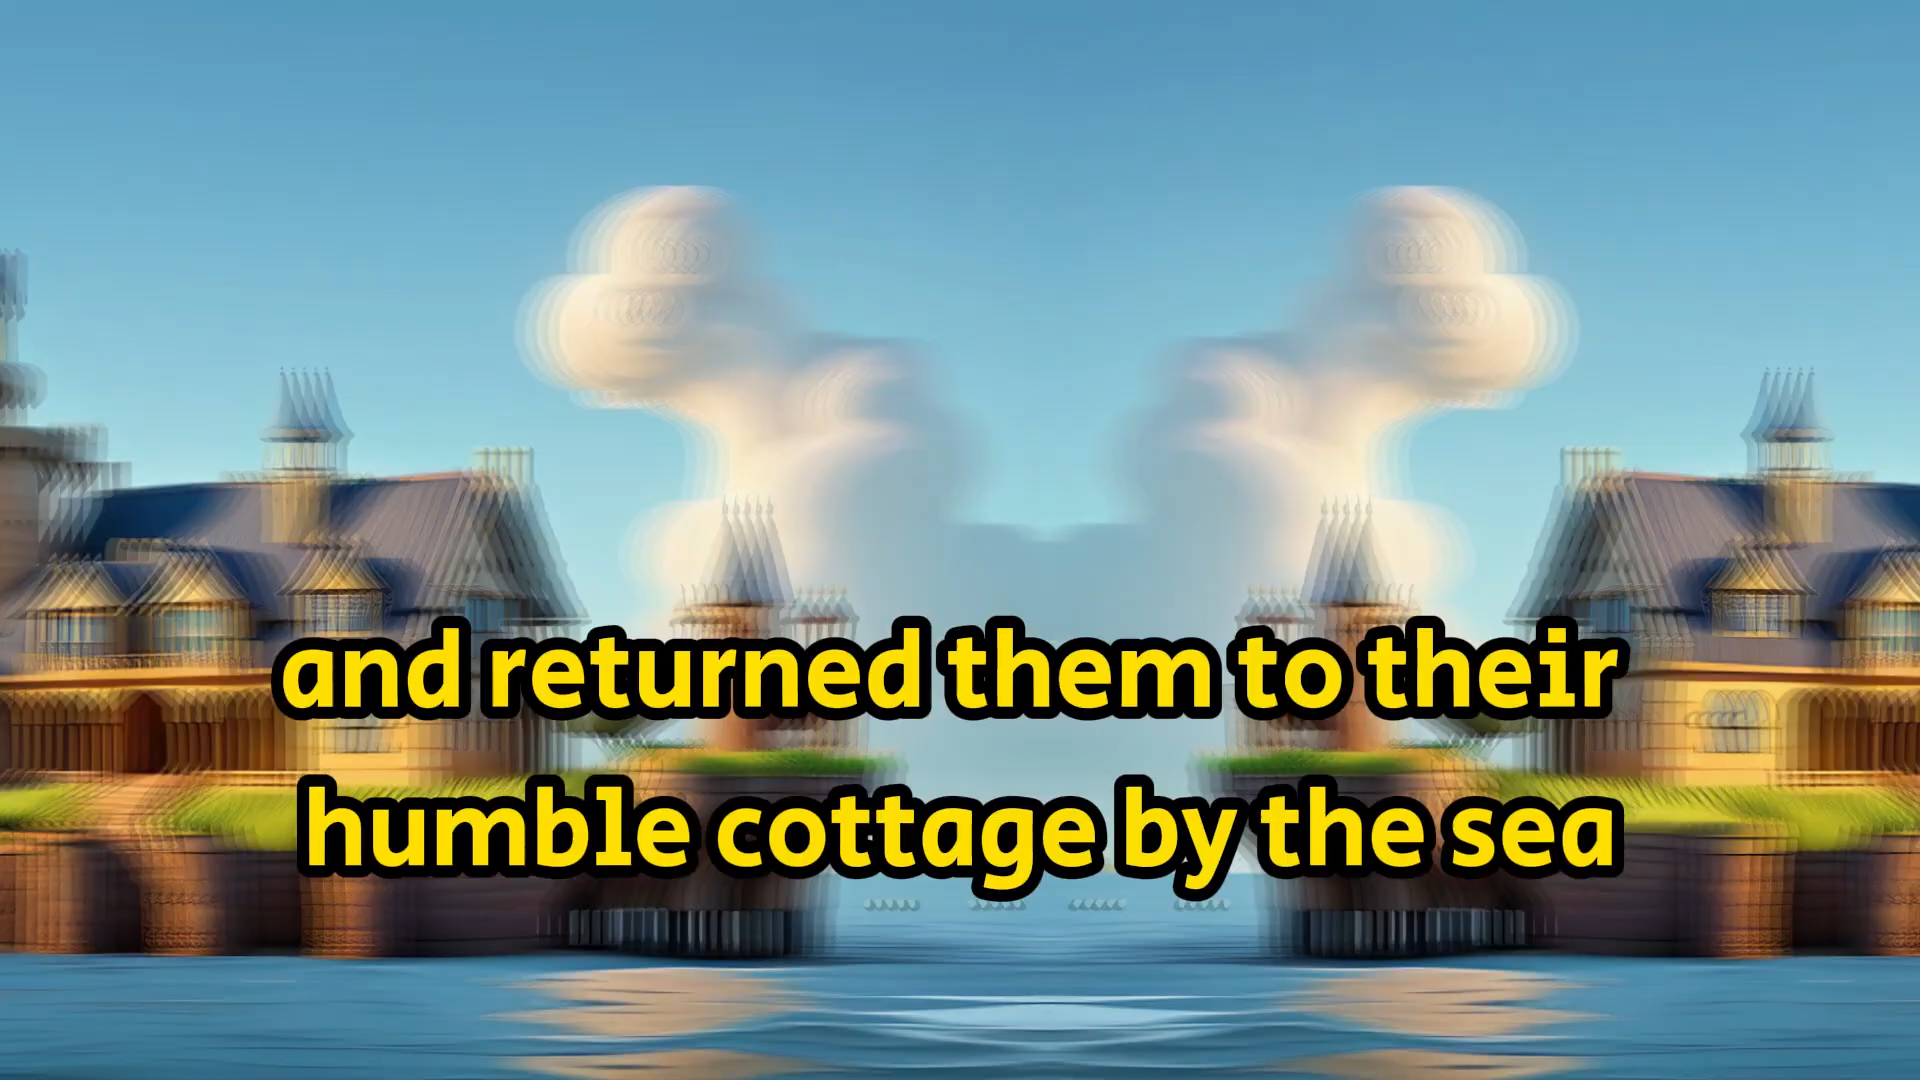 and returned them to their
humble cottage by the sea